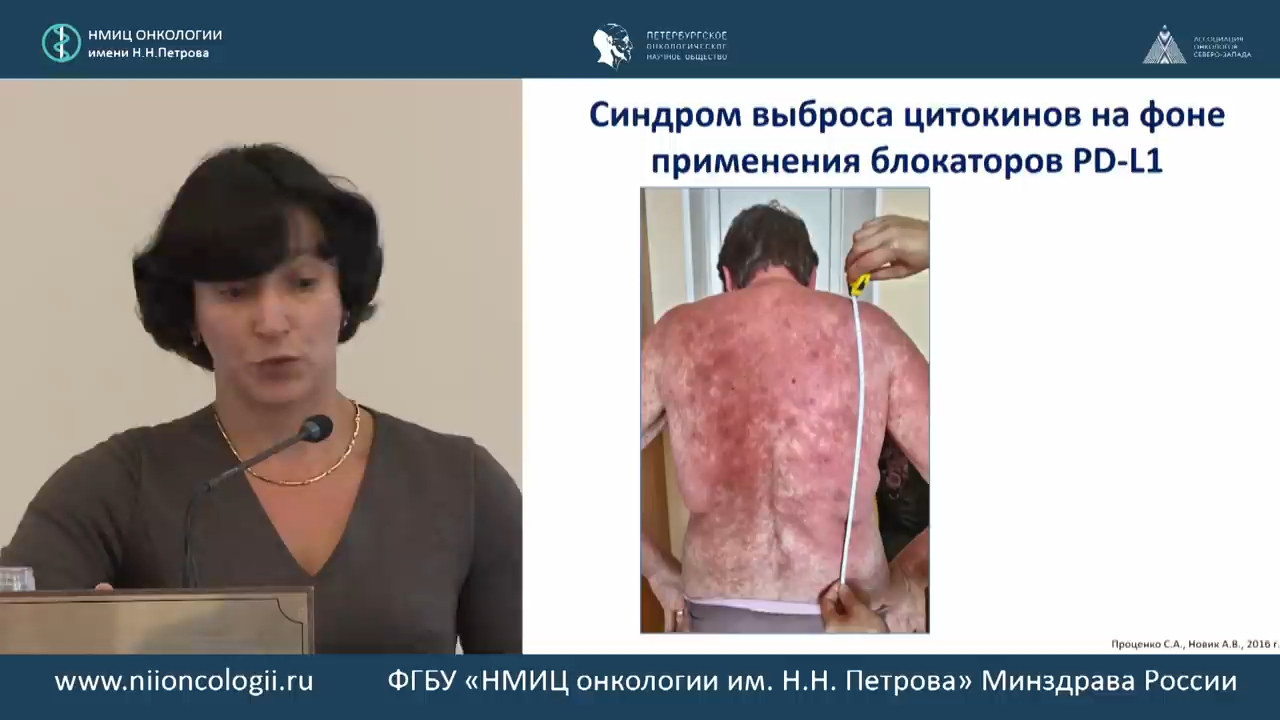 НМИЦ ОНКОЛОГИИ
имени Н.Н.Петрова
ПЕТЕРБУРГСКОЕ
ОНКОЛОГИЧЕСКОЕ
НАУЧНОЕ ОБЩЕСТВО
АССОЦИАЦИЯ
ОНКОЛОГОВ
СЕВЕРО-ЗАПАДА
Синдром выброса цитокинов на фоне
применения блокаторов PD-L1
Проценко С.А., Новик А.В., 2016 г.
www.niioncologii.ru
ФГБУ «НМИЦ онкологии им. Н.Н. Петрова» Минздрава России